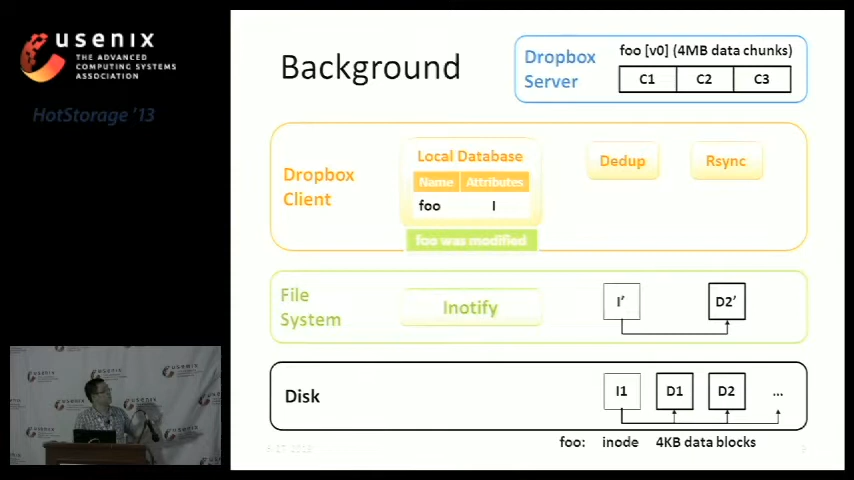 usenix
THE ADVANCED
COMPUTING SYSTEMS
ASSOCIATION
HotStorage '13
Background
Dropbox
Server
foo [v0] (4MB data chunks)
C1 C2 C3
Dropbox
Client
Local Database
Name Attributes
foo I
foo was modified
Dedup
Rsync
File
System
Inotify
I’ D2’
Disk
I1 D1 D2 ...
foo: inode 4KB data blocks